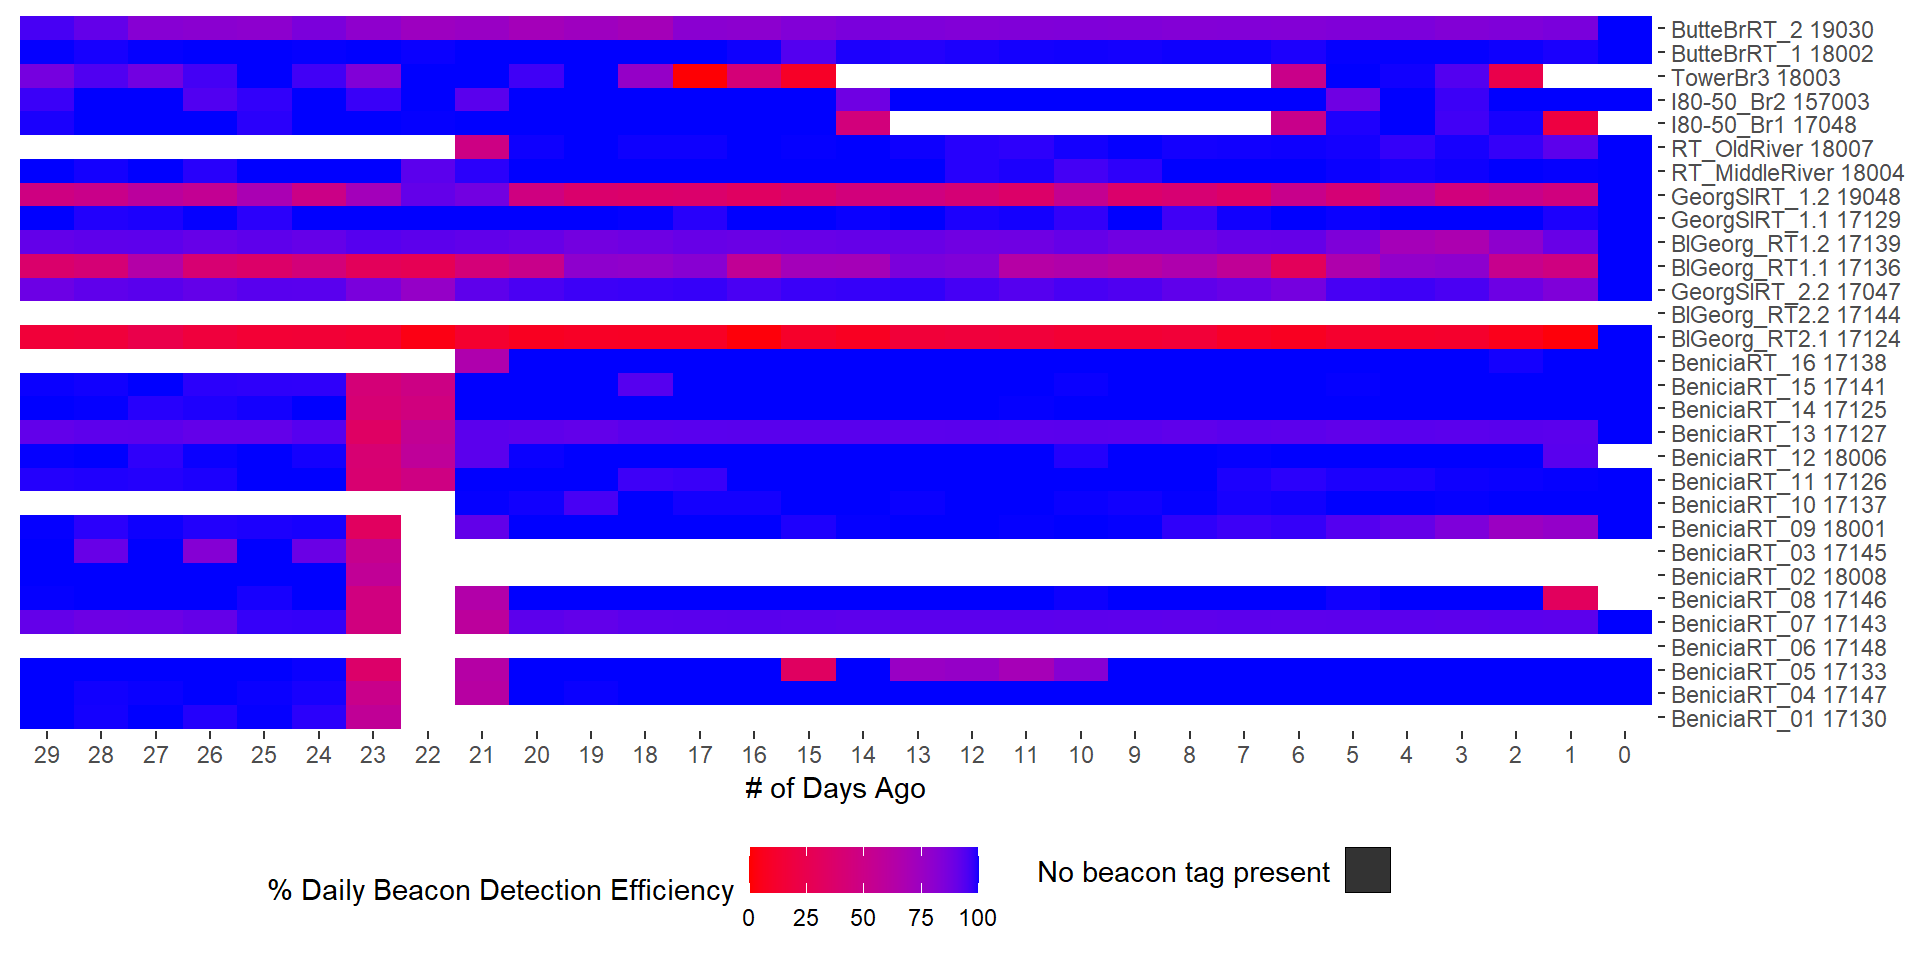 ButteBrRT_2 19030
ButteBrRT_1 18002
TowerBr3 18003
I80-50_Br2 157003
I80-50_Br1 17048
RT_OldRiver 18007
RT_MiddleRiver 18004
GeorgSlRT_1.2 19048
GeorgSlRT_1.1 17129
BlGeorg_RT1.2 17139
BlGeorg_RT1.1 17136
GeorgSlRT_2.2 17047
BlGeorg_RT2.2 17144
BlGeorg_RT2.1 17124
BeniciaRT_16 17138
BeniciaRT_15 17141
BeniciaRT_14 17125
BeniciaRT_13 17127
BeniciaRT_12 18006
BeniciaRT_11 17126
BeniciaRT_10 17137
BeniciaRT_09 18001
BeniciaRT_03 17145
BeniciaRT_02 18008
BeniciaRT_08 17146
BeniciaRT_07 17143
BeniciaRT_06 17148
BeniciaRT_05 17133
BeniciaRT_04 17147
BeniciaRT_01 17130
29 28 27 26 25 24 23 22 21 20 19 18 17 16 15 14 13 12 11 10 9 8 7 6 5 4 3 2 1 0
# of Days Ago
% Daily Beacon Detection Efficiency
0 25 50 75 100
No beacon tag present